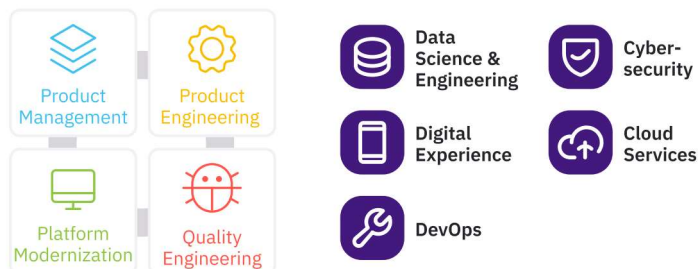 Product
Management
Product
Engineering
Platform
Modernization
Quality
Engineering
Data
Science &
Engineering
Cyber-
security
Digital
Experience
Cloud
Services
DevOps